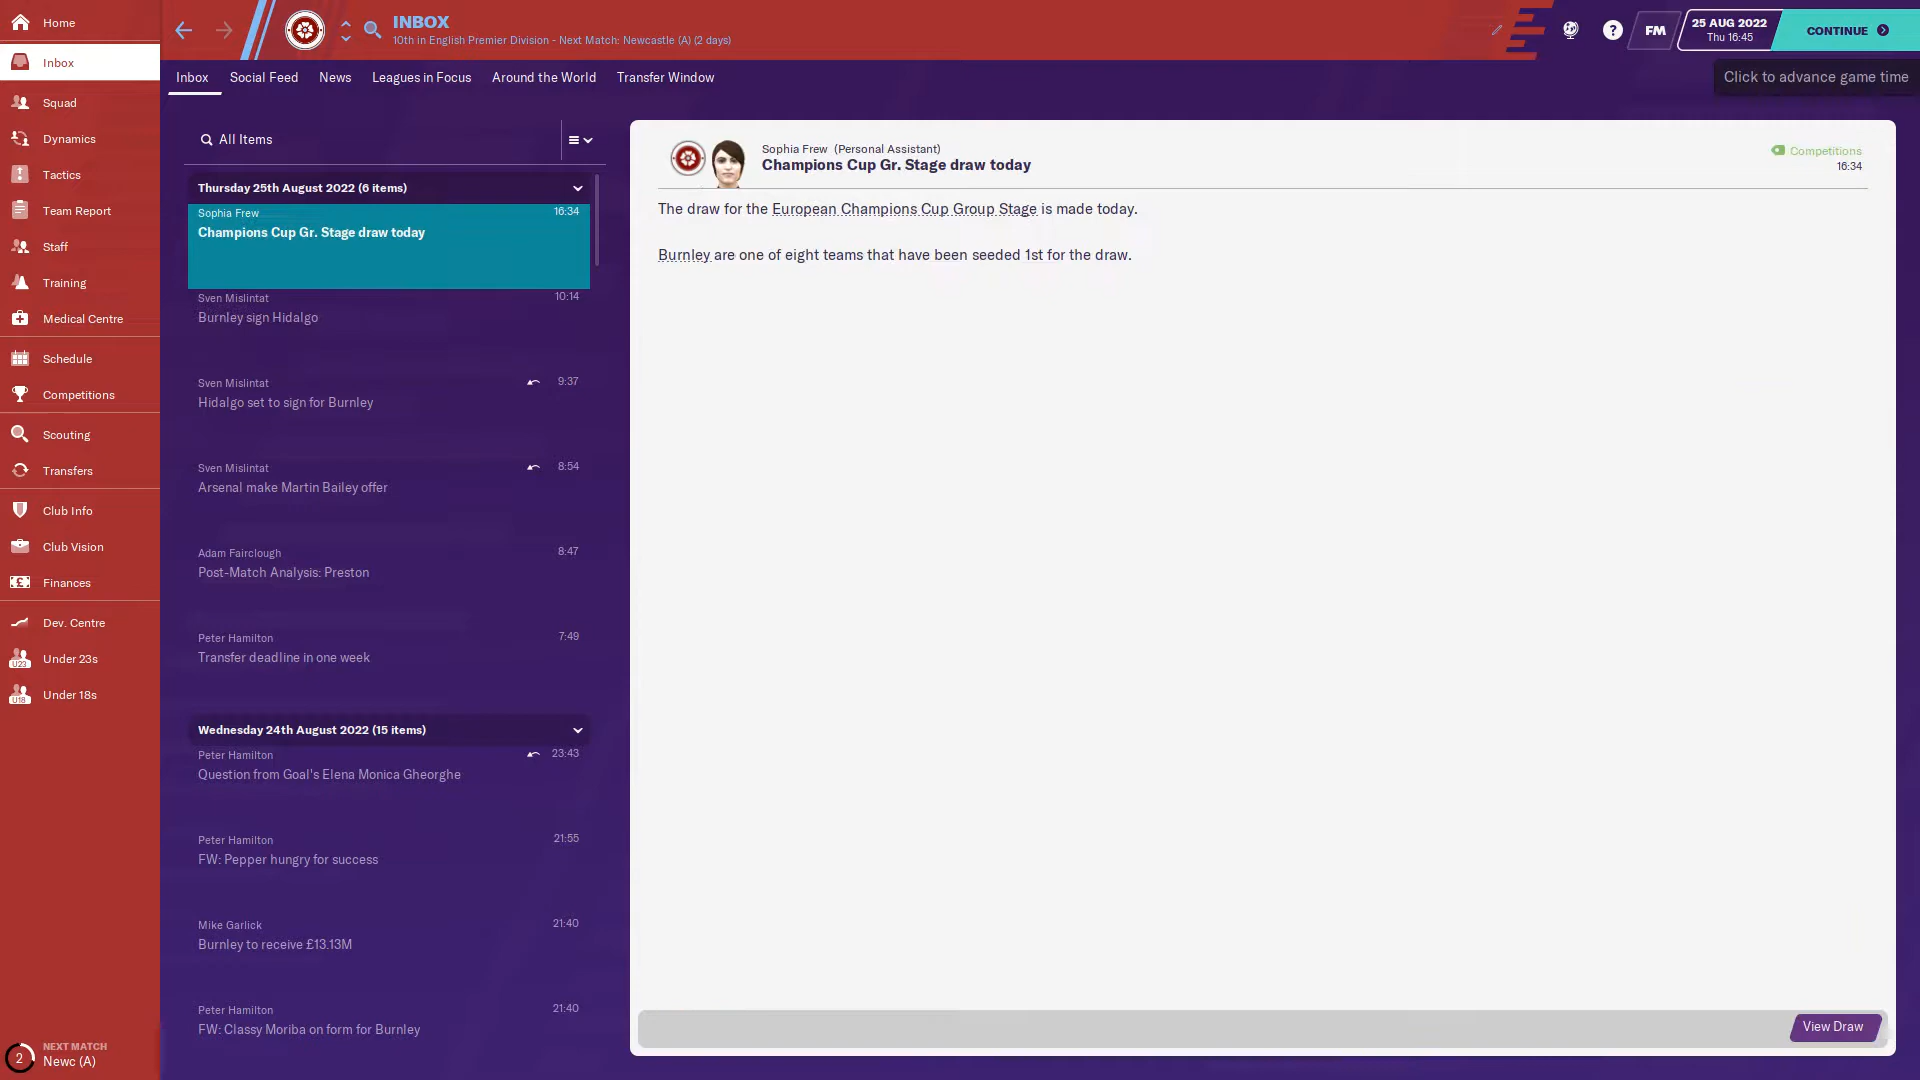 Home
Inbox
Squad
Dynamics
Tactics
Team Report
Staff
Training
Medical Centre
Schedule
Competitions
Scouting
Transfers
Club Info
Club Vision
Finances
Dev. Centre
U23
Under 23s
U18
Under 18s
2
NEXT MATCH
Newc (A)
INBOX
10th in English Premier Division - Next Match: Newcastle (A) (2 days)
?
FM
25 AUG 2022
Thu 16:45
CONTINUE
Click to advance game time
Inbox
Social Feed
News
Leagues in Focus
Around the World
Transfer Window
All Items
Thursday 25th August 2022 (6 items)
Sophia Frew 16:34
Champions Cup Gr. Stage draw today
Sven Mislintat 10:14
Burnley sign Hidalgo
Sven Mislintat 9:37
Hidalgo set to sign for Burnley
Sven Mislintat 8:54
Arsenal make Martin Bailey offer
Adam Fairclough 8:47
Post-Match Analysis: Preston
Peter Hamilton 7:49
Transfer deadline in one week
Wednesday 24th August 2022 (15 items)
Peter Hamilton 23:43
Question from Goal's Elena Monica Gheorghe
Peter Hamilton 21:55
FW: Pepper hungry for success
Mike Garlick 21:40
Burnley to receive £13.13M
Peter Hamilton 21:40
FW: Classy Moriba on form for Burnley
Sophia Frew (Personal Assistant)
Champions Cup Gr. Stage draw today
Competitions
16:34
The draw for the European Champions Cup Group Stage is made today.
Burnley are one of eight teams that have been seeded 1st for the draw.
View Draw